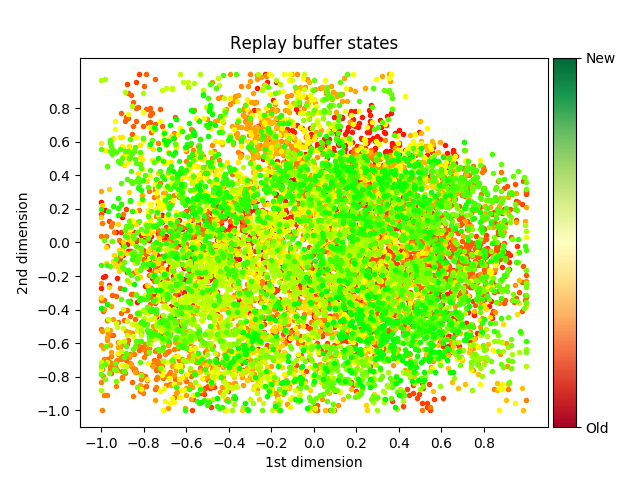 Replay buffer states
New
0.8
0.6
0.4
0.2
0.0
−0.2
−0.4
−0.6
−0.8
−1.0
2nd dimension
Old
−1.0 −0.8 −0.6 −0.4 −0.2 0.0 0.2 0.4 0.6 0.8
1st dimension